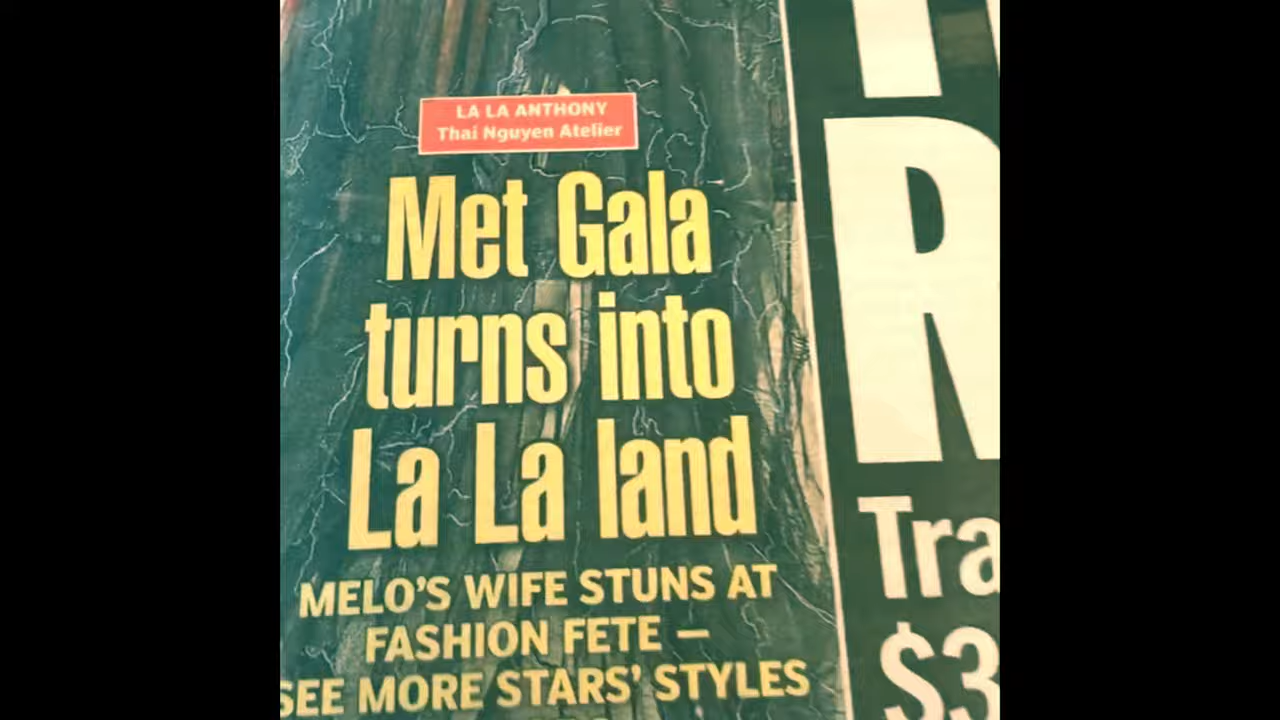 LA LA ANTHONY
Thai Nguyen Atelier
Met Gala
turns into
La La land
MELO'S WIFE STUNS AT
FASHION FETE —
SEE MORE STARS' STYLES
R
Tra
$3